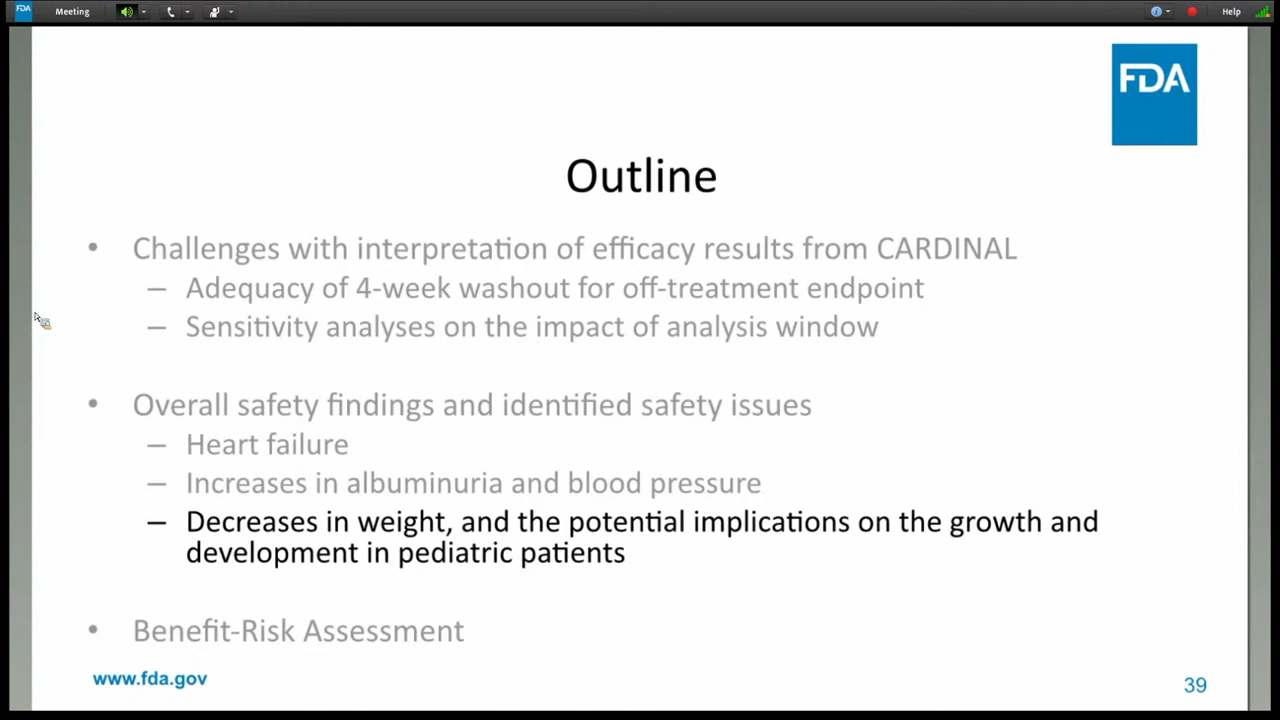 FDA Meeting Help
FDA
Outline
• Challenges with interpretation of efficacy results from CARDINAL
– Adequacy of 4-week washout for off-treatment endpoint
– Sensitivity analyses on the impact of analysis window
• Overall safety findings and identified safety issues
– Heart failure
– Increases in albuminuria and blood pressure
– Decreases in weight, and the potential implications on the growth and
development in pediatric patients
• Benefit-Risk Assessment
www.fda.gov
39